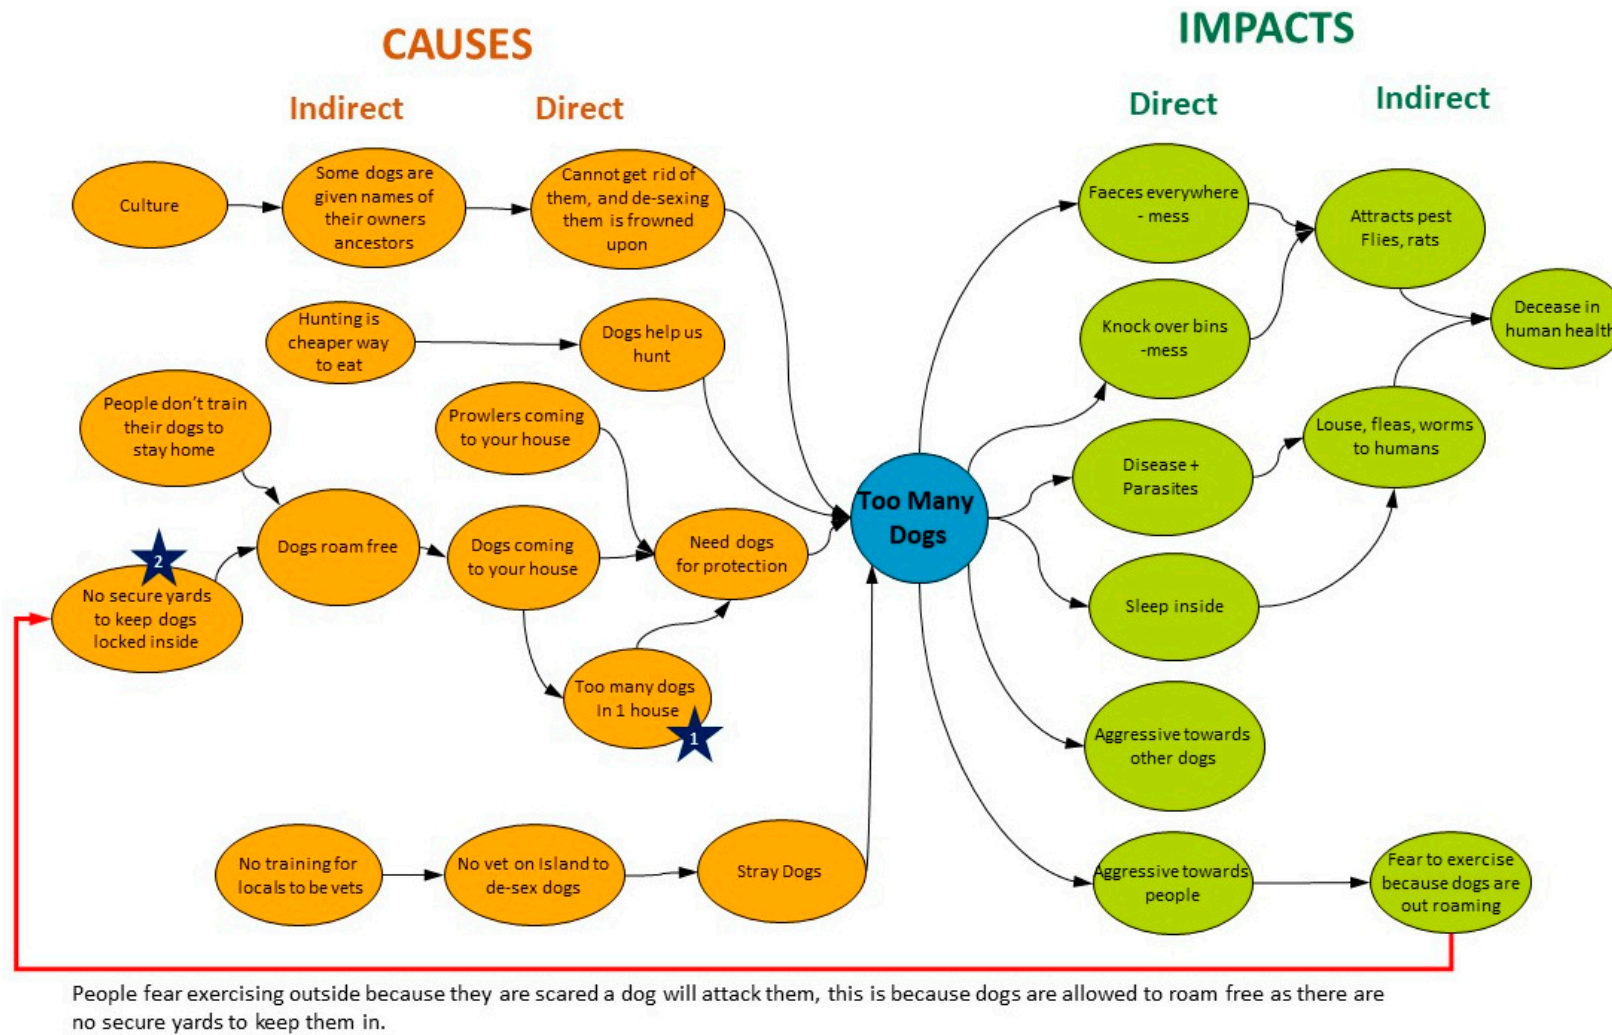 CAUSES
IMPACTS
Indirect
Direct
Direct
Indirect
Culture
Some dogs are
given names of
their owners
ancestors
Cannot get rid of
them, and de-sexing
them is frowned
upon
Hunting is
cheaper way
to eat
Dogs help us
hunt
People don't train
their dogs to
stay home
Prowlers coming
to your house
2
No secure yards
to keep dogs
locked inside
Dogs roam free
Dogs coming
to your house
Need dogs
for protection
Too many dogs
In 1 house
1
No training for
locals to be vets
No vet on Island to
de-sex dogs
Stray Dogs
Too Many
Dogs
Faeces everywhere
- mess
Attracts pest
Flies, rats
Knock over bins
-mess
Decease in
human health
Disease +
Parasites
Louse, fleas, worms
to humans
Sleep inside
Aggressive towards
other dogs
Aggressive towards
people
Fear to exercise
because dogs are
out roaming
People fear exercising outside because they are scared a dog will attack them, this is because dogs are allowed to roam free as there are
no secure yards to keep them in.